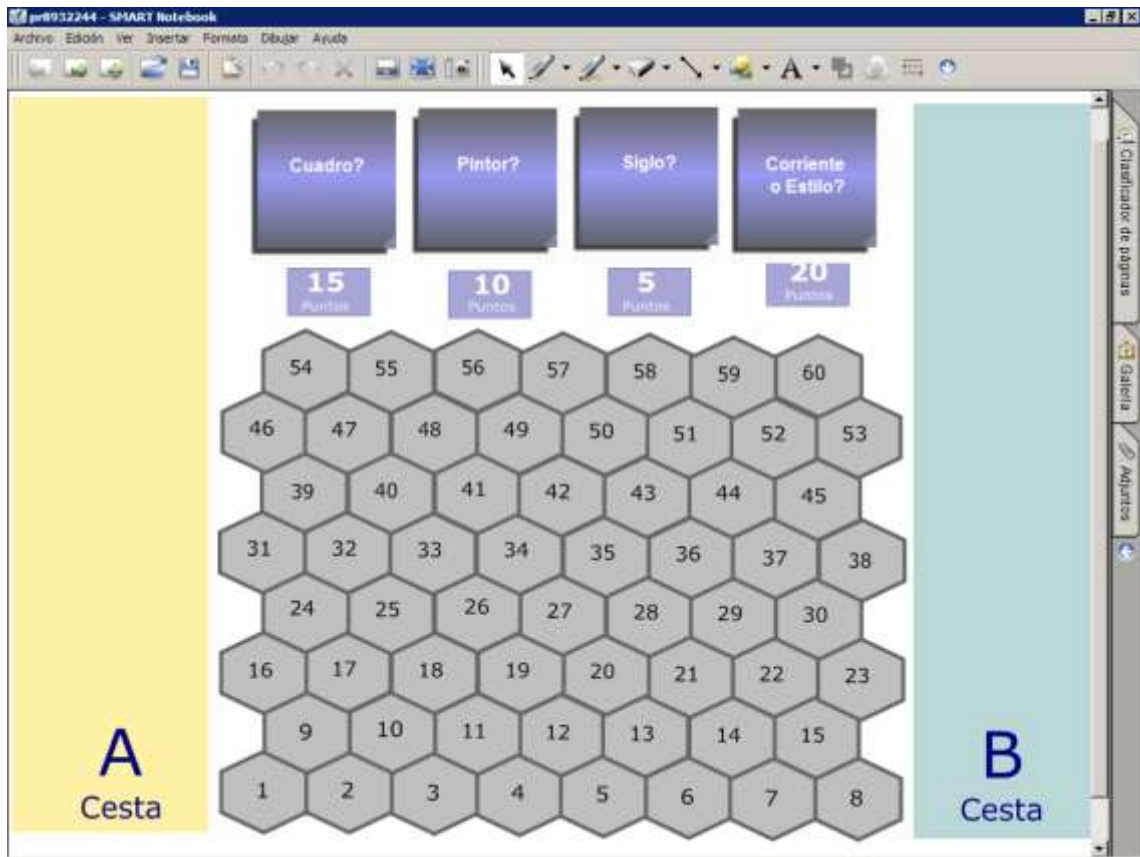 pr8932244 - SMART Notebook
Archivo Edición Ver Insertar Formato Dibujar Ayuda
A
Cuadro?
Pintor?
Siglo?
Corriente
o Estilo?
15
Puntos
10
Puntos
5
Puntos
20
Puntos
54 55 56 57 58 59 60
46 47 48 49 50 51 52 53
39 40 41 42 43 44 45
31 32 33 34 35 36 37 38
24 25 26 27 28 29 30
16 17 18 19 20 21 22 23
9 10 11 12 13 14 15
1 2 3 4 5 6 7 8
A
Cesta
B
Cesta
Clasificador de páginas
Galería
Adjuntos